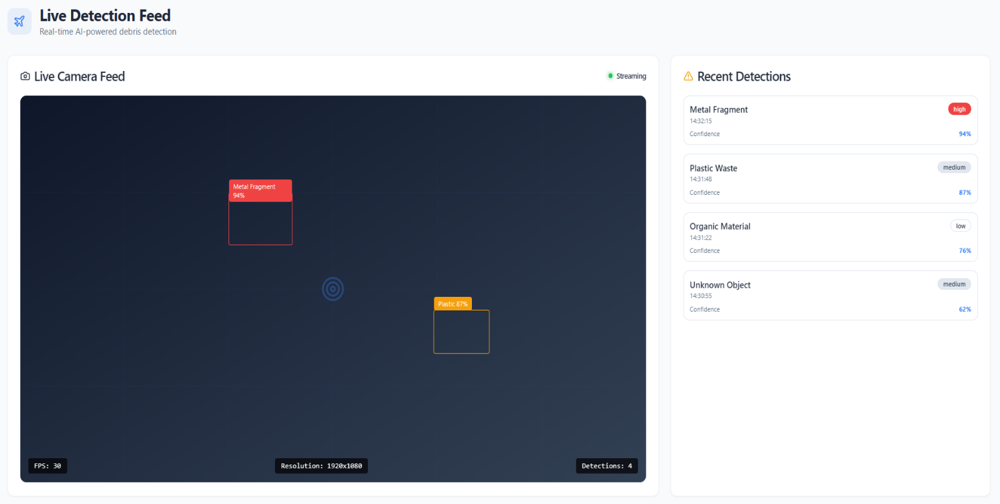 Live Detection Feed
Real-time AI-powered debris detection
Live Camera Feed
Streaming
Metal Fragment
94%
Plastic 87%
FPS: 30
Resolution: 1920x1080
Detections: 4
Recent Detections
Metal Fragment
high
14:32:15
Confidence
94%
Plastic Waste
medium
14:31:48
Confidence
87%
Organic Material
low
14:31:22
Confidence
76%
Unknown Object
medium
14:30:55
Confidence
62%